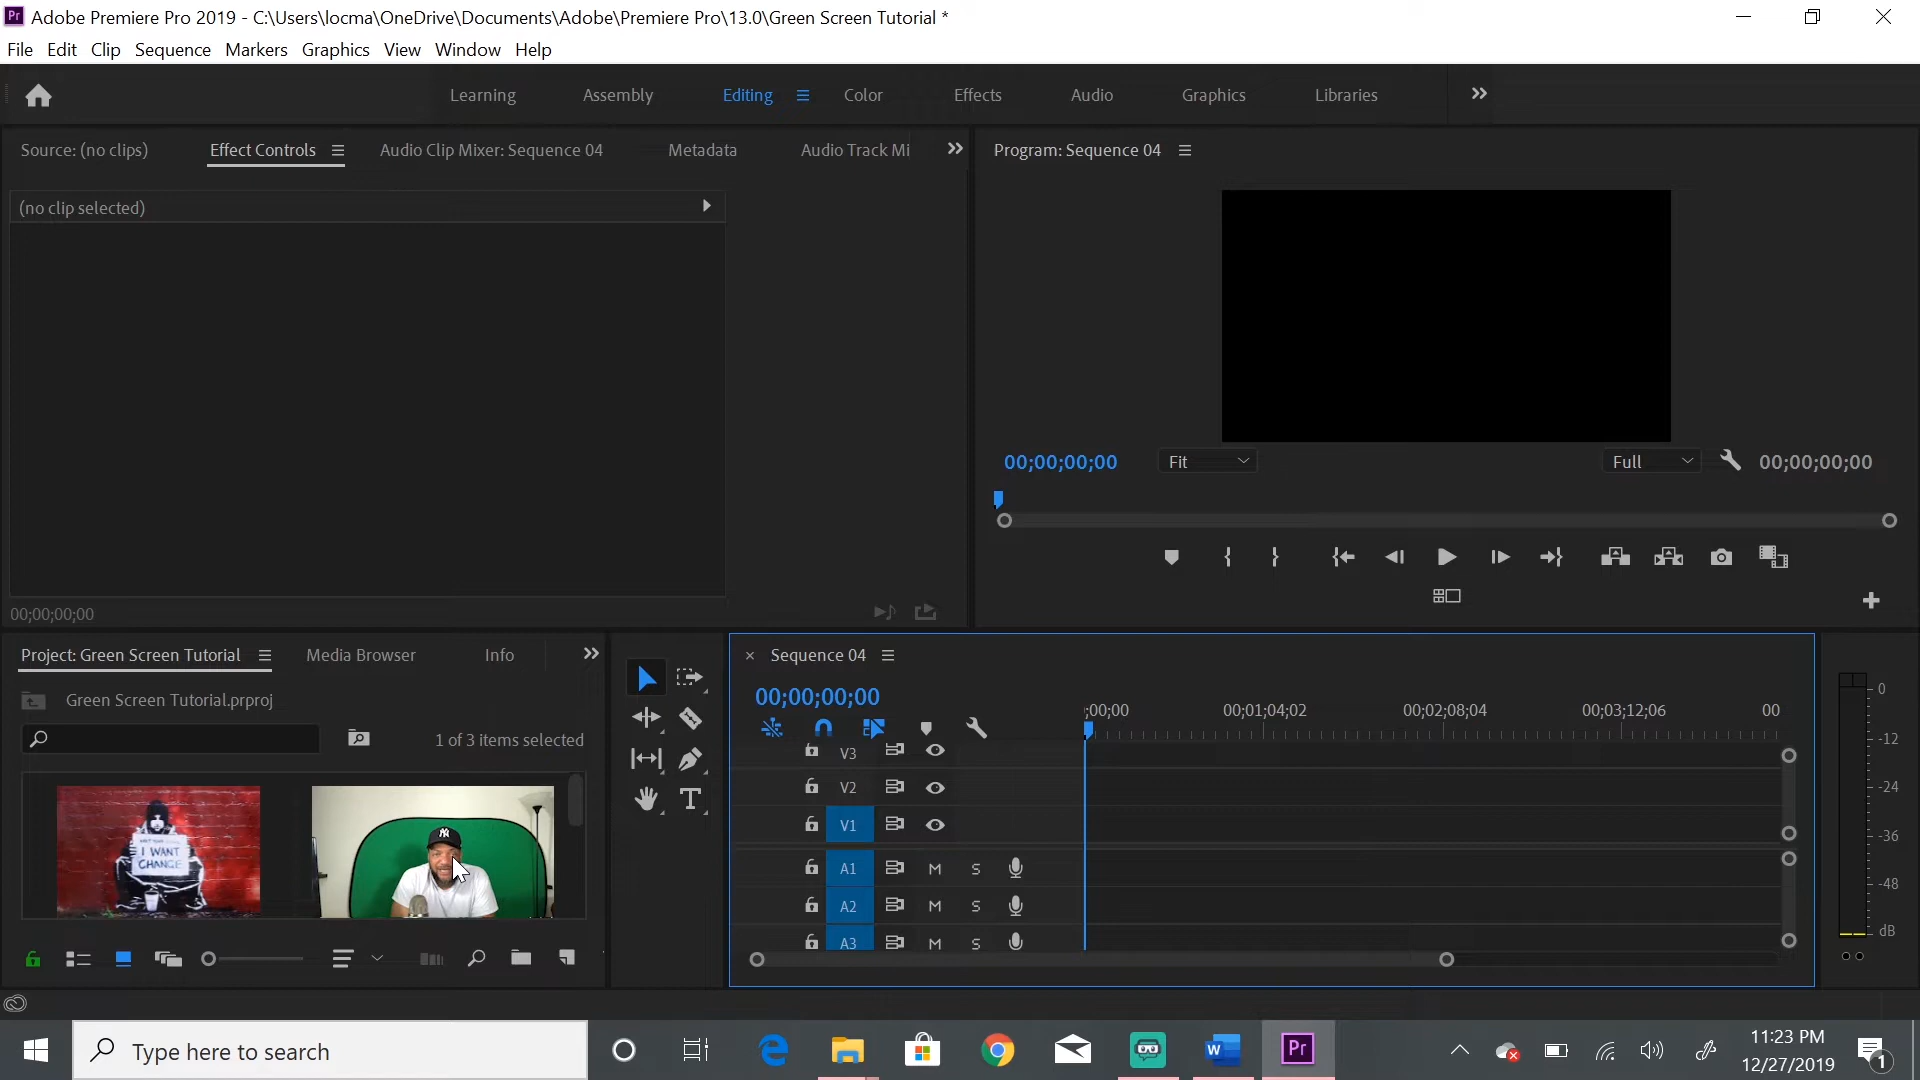 Pr Adobe Premiere Pro 2019 - C:\Users\locma\OneDrive\Documents\Adobe\Premiere Pro\13.0\Green Screen Tutorial *
File Edit Clip Sequence Markers Graphics View Window Help
Learning Assembly Editing Color Effects Audio Graphics Libraries
Source: (no clips) Effect Controls Audio Clip Mixer: Sequence 04 Metadata Audio Track Mi
Program: Sequence 04
(no clip selected)
00;00;00;00 Fit Full 00;00;00;00
00;00;00;00
Project: Green Screen Tutorial Media Browser Info
Green Screen Tutorial.prproj
1 of 3 items selected
I WANT
CHANGE
Sequence 04
00;00;00;00
;00;00 00;01;04;02 00;02;08;04 00;03;12;06 00
V3
V2
V1
A1 M S
A2 M S
A3 M S
0
-12
-24
-36
-48
dB
Type here to search
W
Pr
11:23 PM
12/27/2019
1